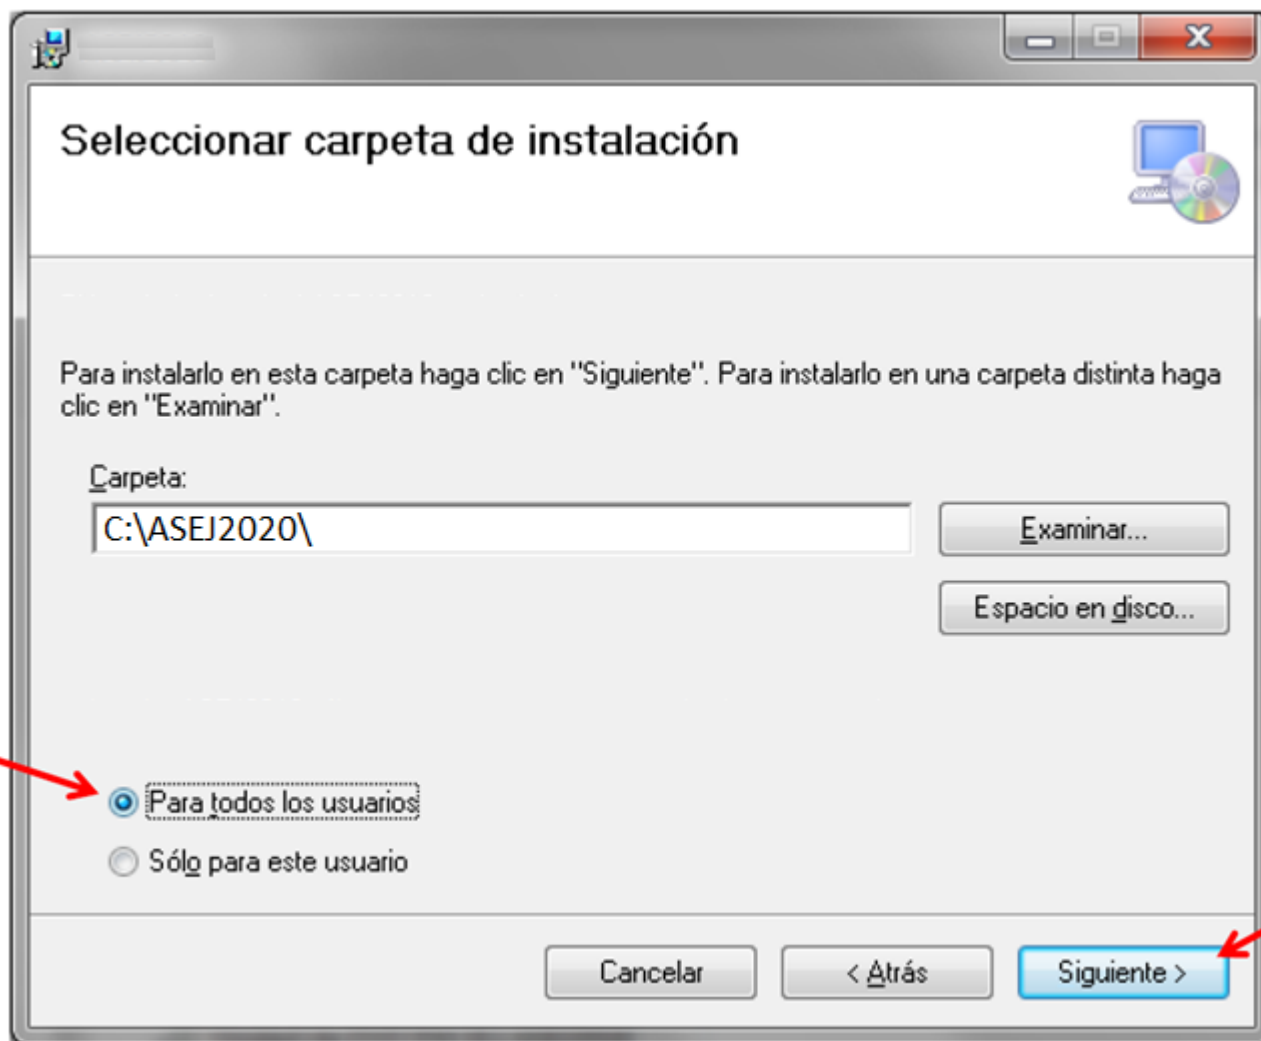 Seleccionar carpeta de instalación
Para instalarlo en esta carpeta haga clic en "Siguiente". Para instalarlo en una carpeta distinta haga
clic en "Examinar".
Carpeta:
C:\ASEJ2020\
Examinar...
Espacio en disco...
Para todos los usuarios
Sólo para este usuario
Cancelar
< Atrás
Siguiente >